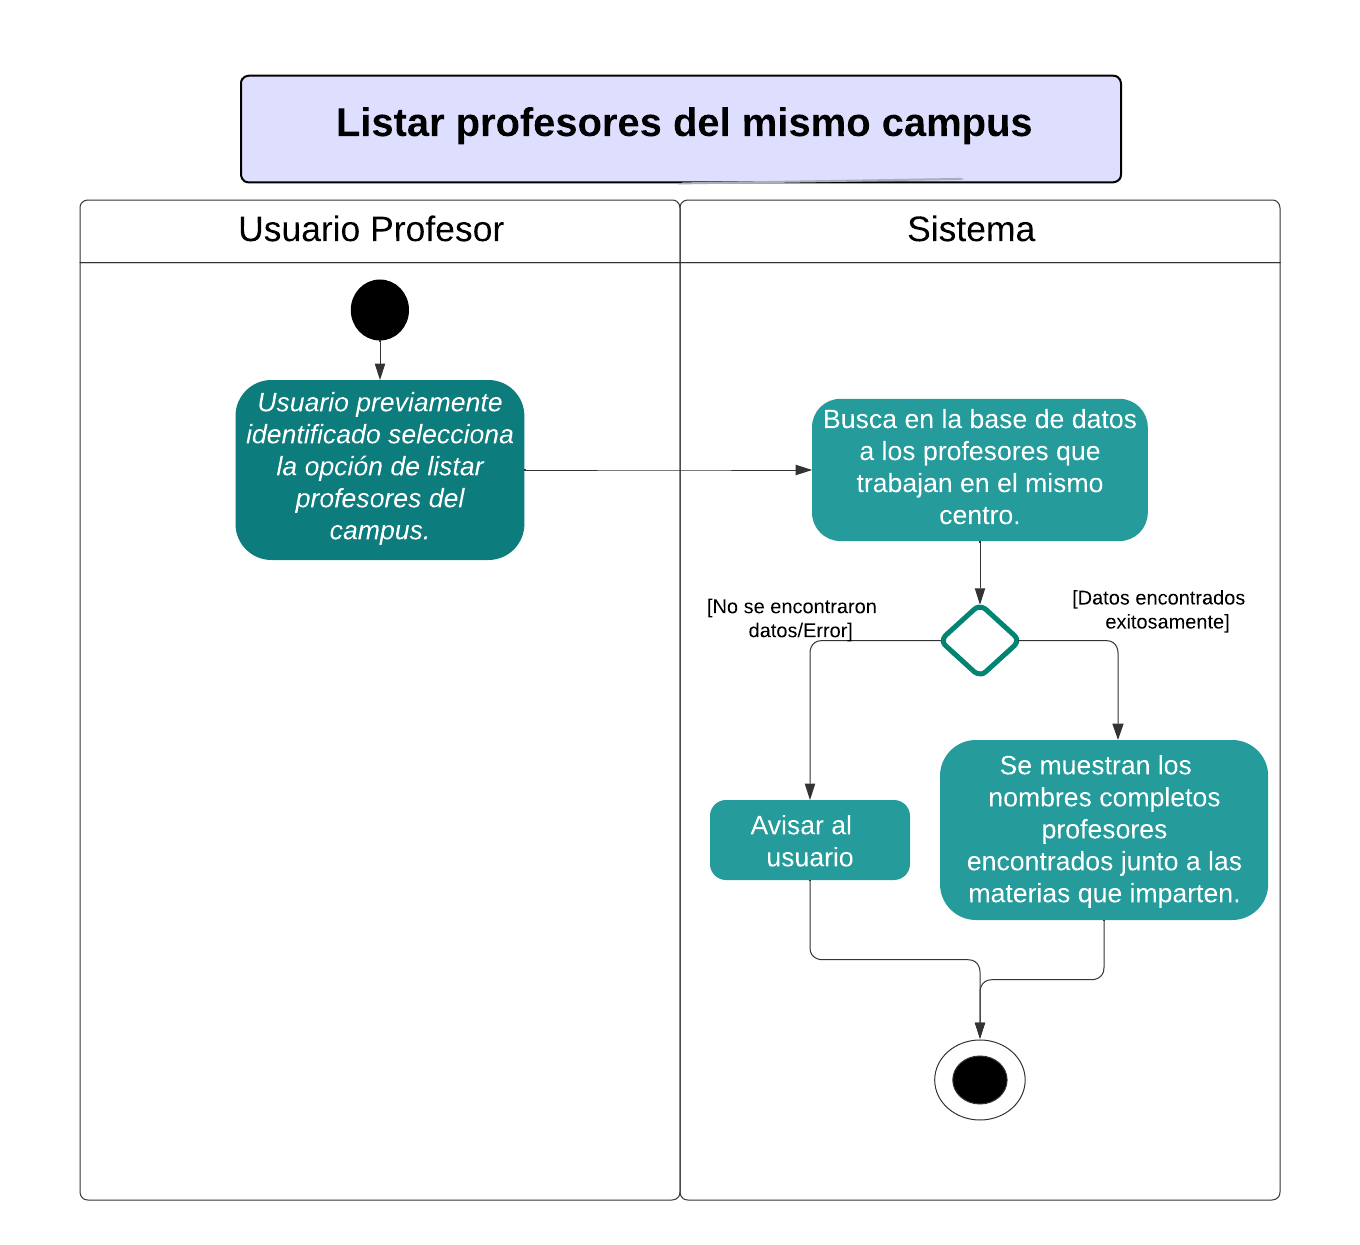 Listar profesores del mismo campus
Usuario Profesor
Sistema
Usuario previamente
identificado selecciona
la opción de listar
profesores del
campus.
Busca en la base de datos
a los profesores que
trabajan en el mismo
centro.
[No se encontraron
datos/Error]
[Datos encontrados
exitosamente]
Avisar al
usuario
Se muestran los
nombres completos
profesores
encontrados junto a las
materias que imparten.